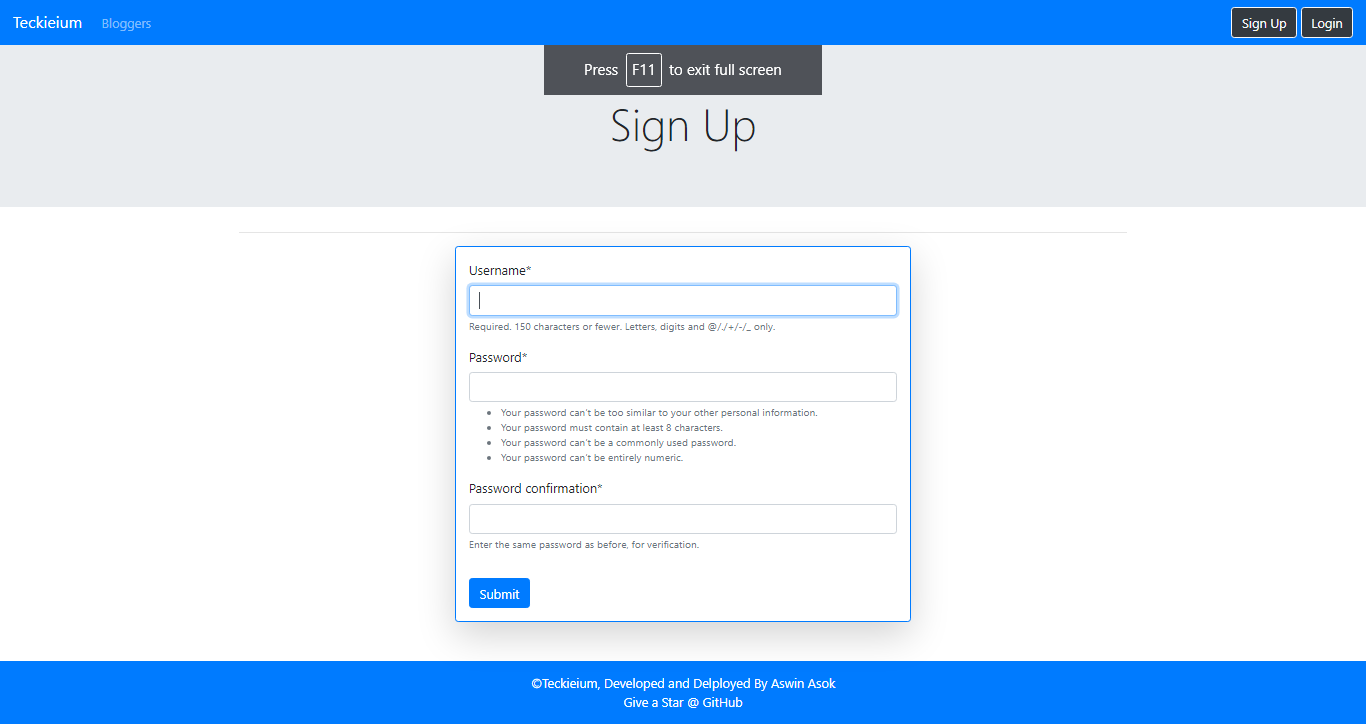 Teckieium Bloggers Sign Up Login
Press F11 to exit full screen
Sign Up
Username*
Required. 150 characters or fewer. Letters, digits and @/./+/-/_ only.
Password*
Your password can't be too similar to your other personal information.
Your password must contain at least 8 characters.
Your password can't be a commonly used password.
Your password can't be entirely numeric.
Password confirmation*
Enter the same password as before, for verification.
Submit
©Teckieium, Developed and Delployed By Aswin Asok
Give a Star @ GitHub